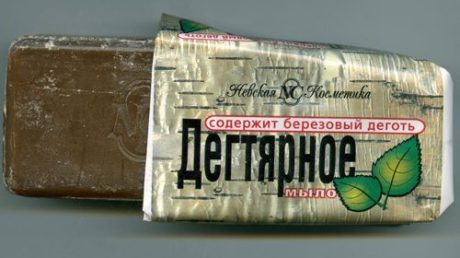 Невская NC Косметика
содержит березовый деготь
Дегтярное
мыло